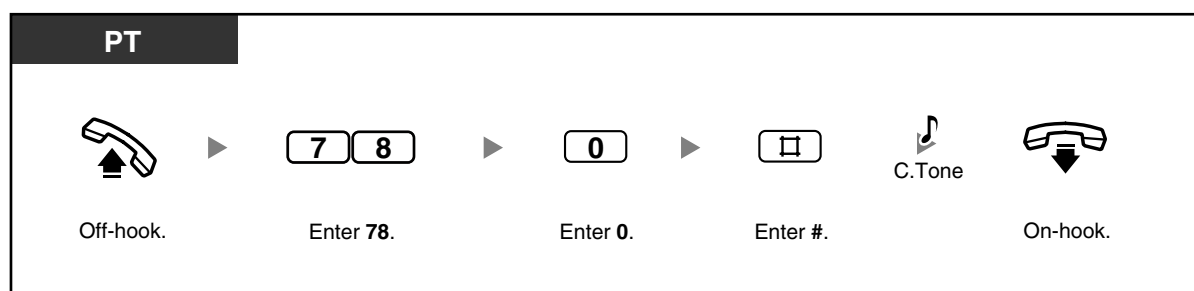 PT
7 8 0 #
C.Tone
Off-hook. Enter 78. Enter 0. Enter #. On-hook.